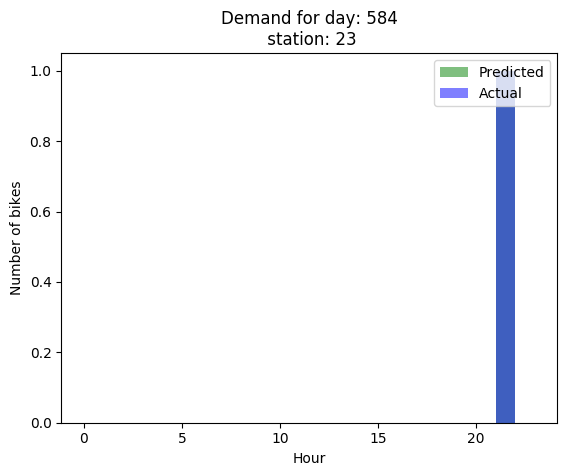 Demand for day: 584
station: 23
Predicted
Actual
Number of bikes
1.0
0.8
0.6
0.4
0.2
0.0
0 5 10 15 20
Hour